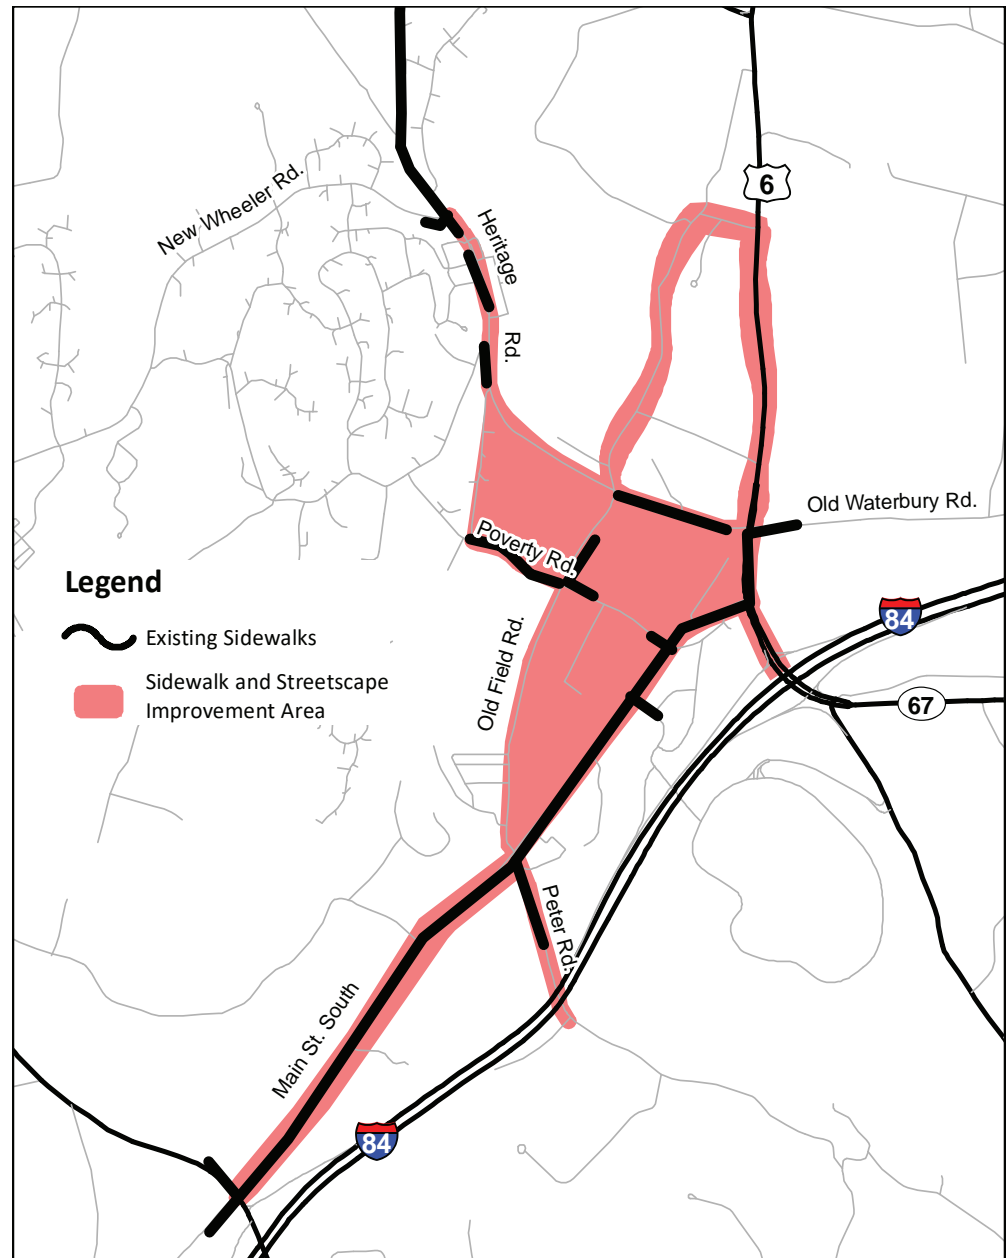 6
New Wheeler Rd.
Heritage
Rd.
Old Waterbury Rd.
Poverty Rd.
Legend
Existing Sidewalks
Sidewalk and Streetscape
Improvement Area
84
Old Field Rd.
67
Peter Rd.
Main St. South
84